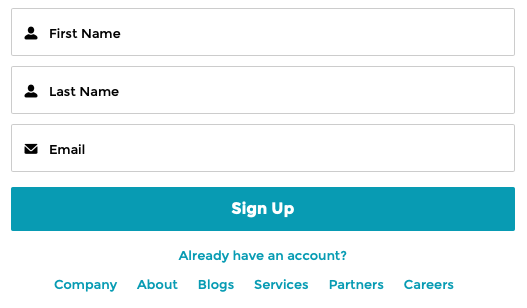 First Name
Last Name
Email
Sign Up
Already have an account?
Company About Blogs Services Partners Careers